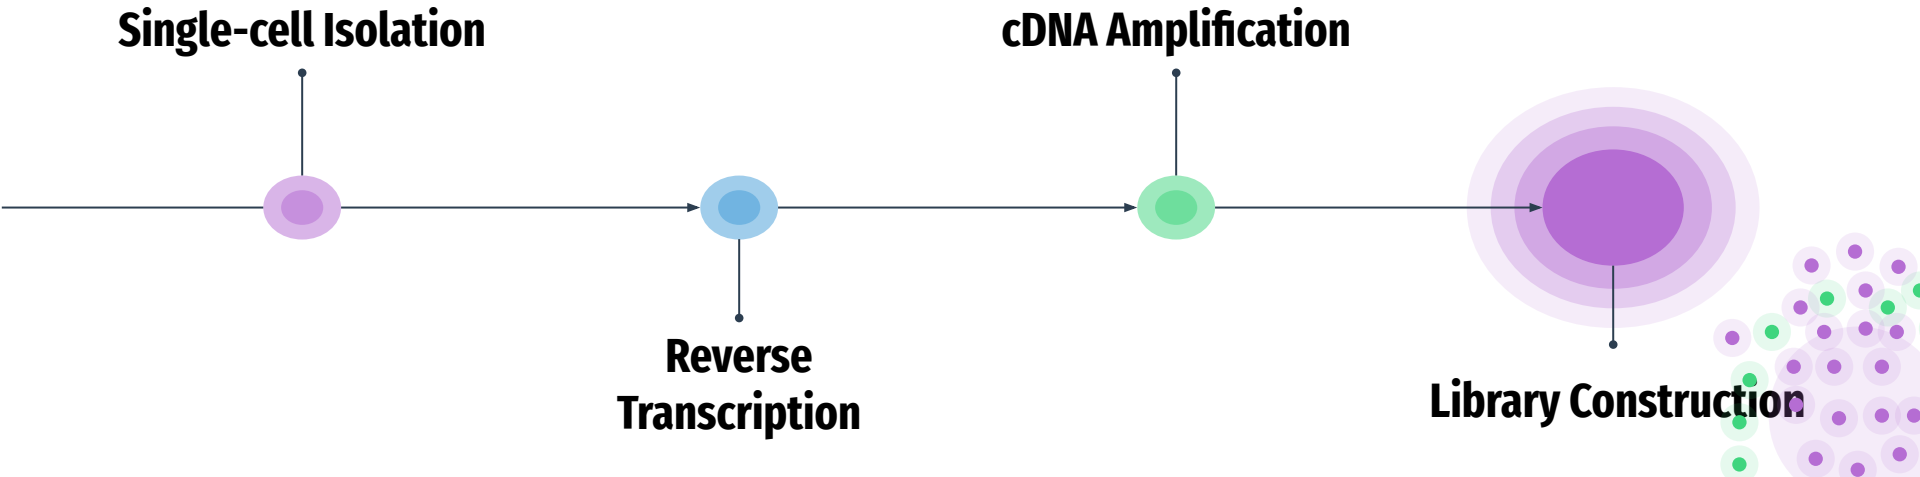 Single-cell Isolation
cDNA Amplification
Reverse
Transcription
Library Construction